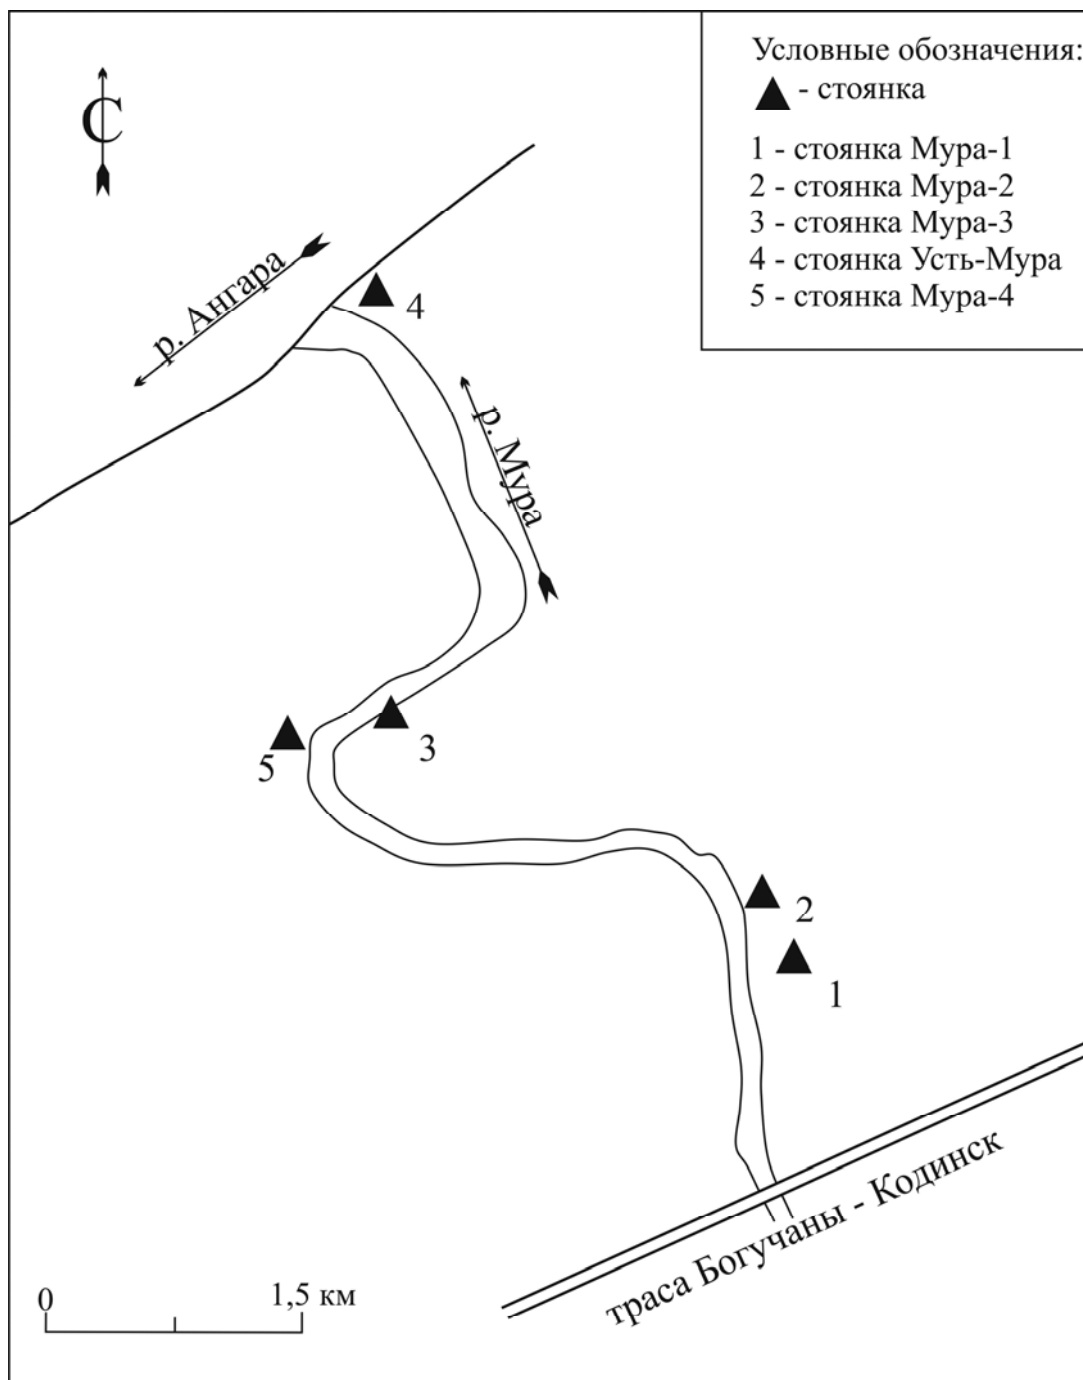 Условные обозначения:
- стоянка
1 - стоянка Мура-1
2 - стоянка Мура-2
3 - стоянка Мура-3
4 - стоянка Усть-Мура
5 - стоянка Мура-4
С
р. Ангара
4
р. Мура
5
3
2
1
траса Богучаны - Кодинск
0
1,5 км